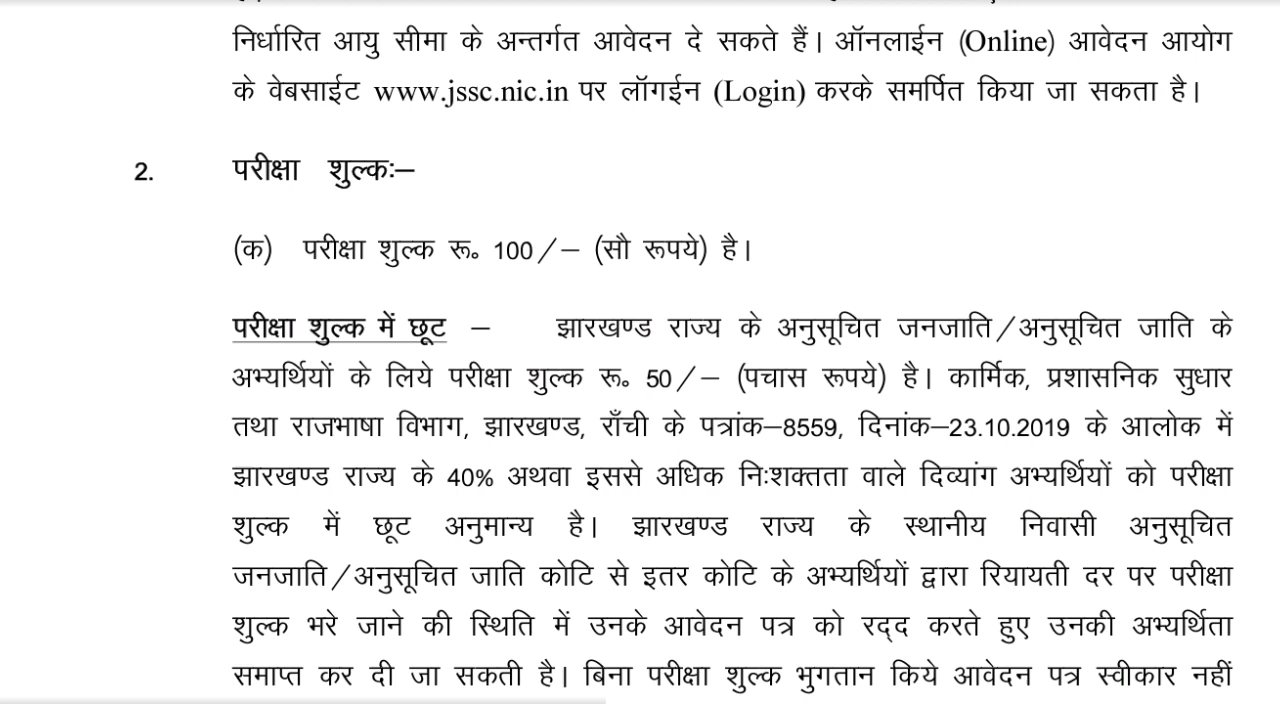 निर्धारित आयु सीमा के अन्तर्गत आवेदन दे सकते हैं। ऑनलाईन (Online) आवेदन आयोग
के वेबसाईट www.jssc.nic.in पर लॉगईन (Login) करके समर्पित किया जा सकता है।
2. परीक्षा शुल्कः–
(क) परीक्षा शुल्क रू० 100/– (सौ रूपये) है।
परीक्षा शुल्क में छूट – झारखण्ड राज्य के अनुसूचित जनजाति/अनुसूचित जाति के
अभ्यर्थियों के लिये परीक्षा शुल्क रू० 50/– (पचास रूपये) है। कार्मिक, प्रशासनिक सुधार
तथा राजभाषा विभाग, झारखण्ड, राँची के पत्रांक–8559, दिनांक–23.10.2019 के आलोक में
झारखण्ड राज्य के 40% अथवा इससे अधिक निःशक्तता वाले दिव्यांग अभ्यर्थियों को परीक्षा
शुल्क में छूट अनुमान्य है। झारखण्ड राज्य के स्थानीय निवासी अनुसूचित
जनजाति/अनुसूचित जाति कोटि से इतर कोटि के अभ्यर्थियों द्वारा रियायती दर पर परीक्षा
शुल्क भरे जाने की स्थिति में उनके आवेदन पत्र को रद्द करते हुए उनकी अभ्यर्थिता
समाप्त कर दी जा सकती है। बिना परीक्षा शुल्क भुगतान किये आवेदन पत्र स्वीकार नहीं